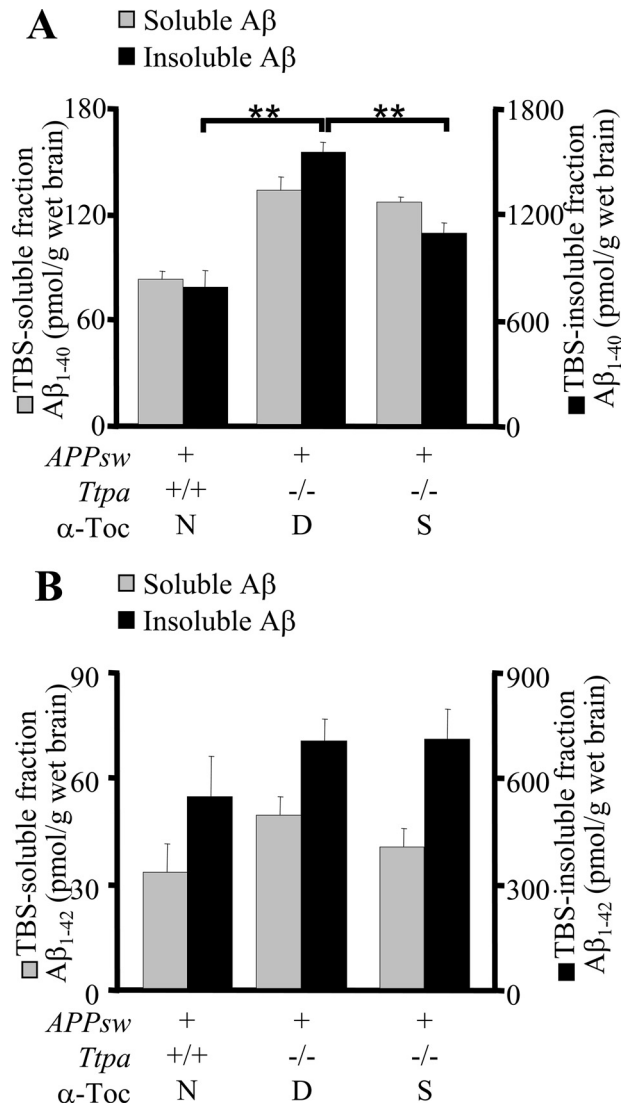 A
Soluble Aβ
Insoluble Aβ
TBS-soluble fraction
Aβ1-40 (pmol/g wet brain)
180
120
60
0
** **
1800
1200
600
0
TBS-insoluble fraction
Aβ1-40 (pmol/g wet brain)
APPsw + + +
Ttpa +/+ -/- -/-
α-Toc N D S
B
Soluble Aβ
Insoluble Aβ
TBS-soluble fraction
Aβ1-42 (pmol/g wet brain)
90
60
30
0
900
600
300
0
TBS-insoluble fraction
Aβ1-42 (pmol/g wet brain)
APPsw + + +
Ttpa +/+ -/- -/-
α-Toc N D S